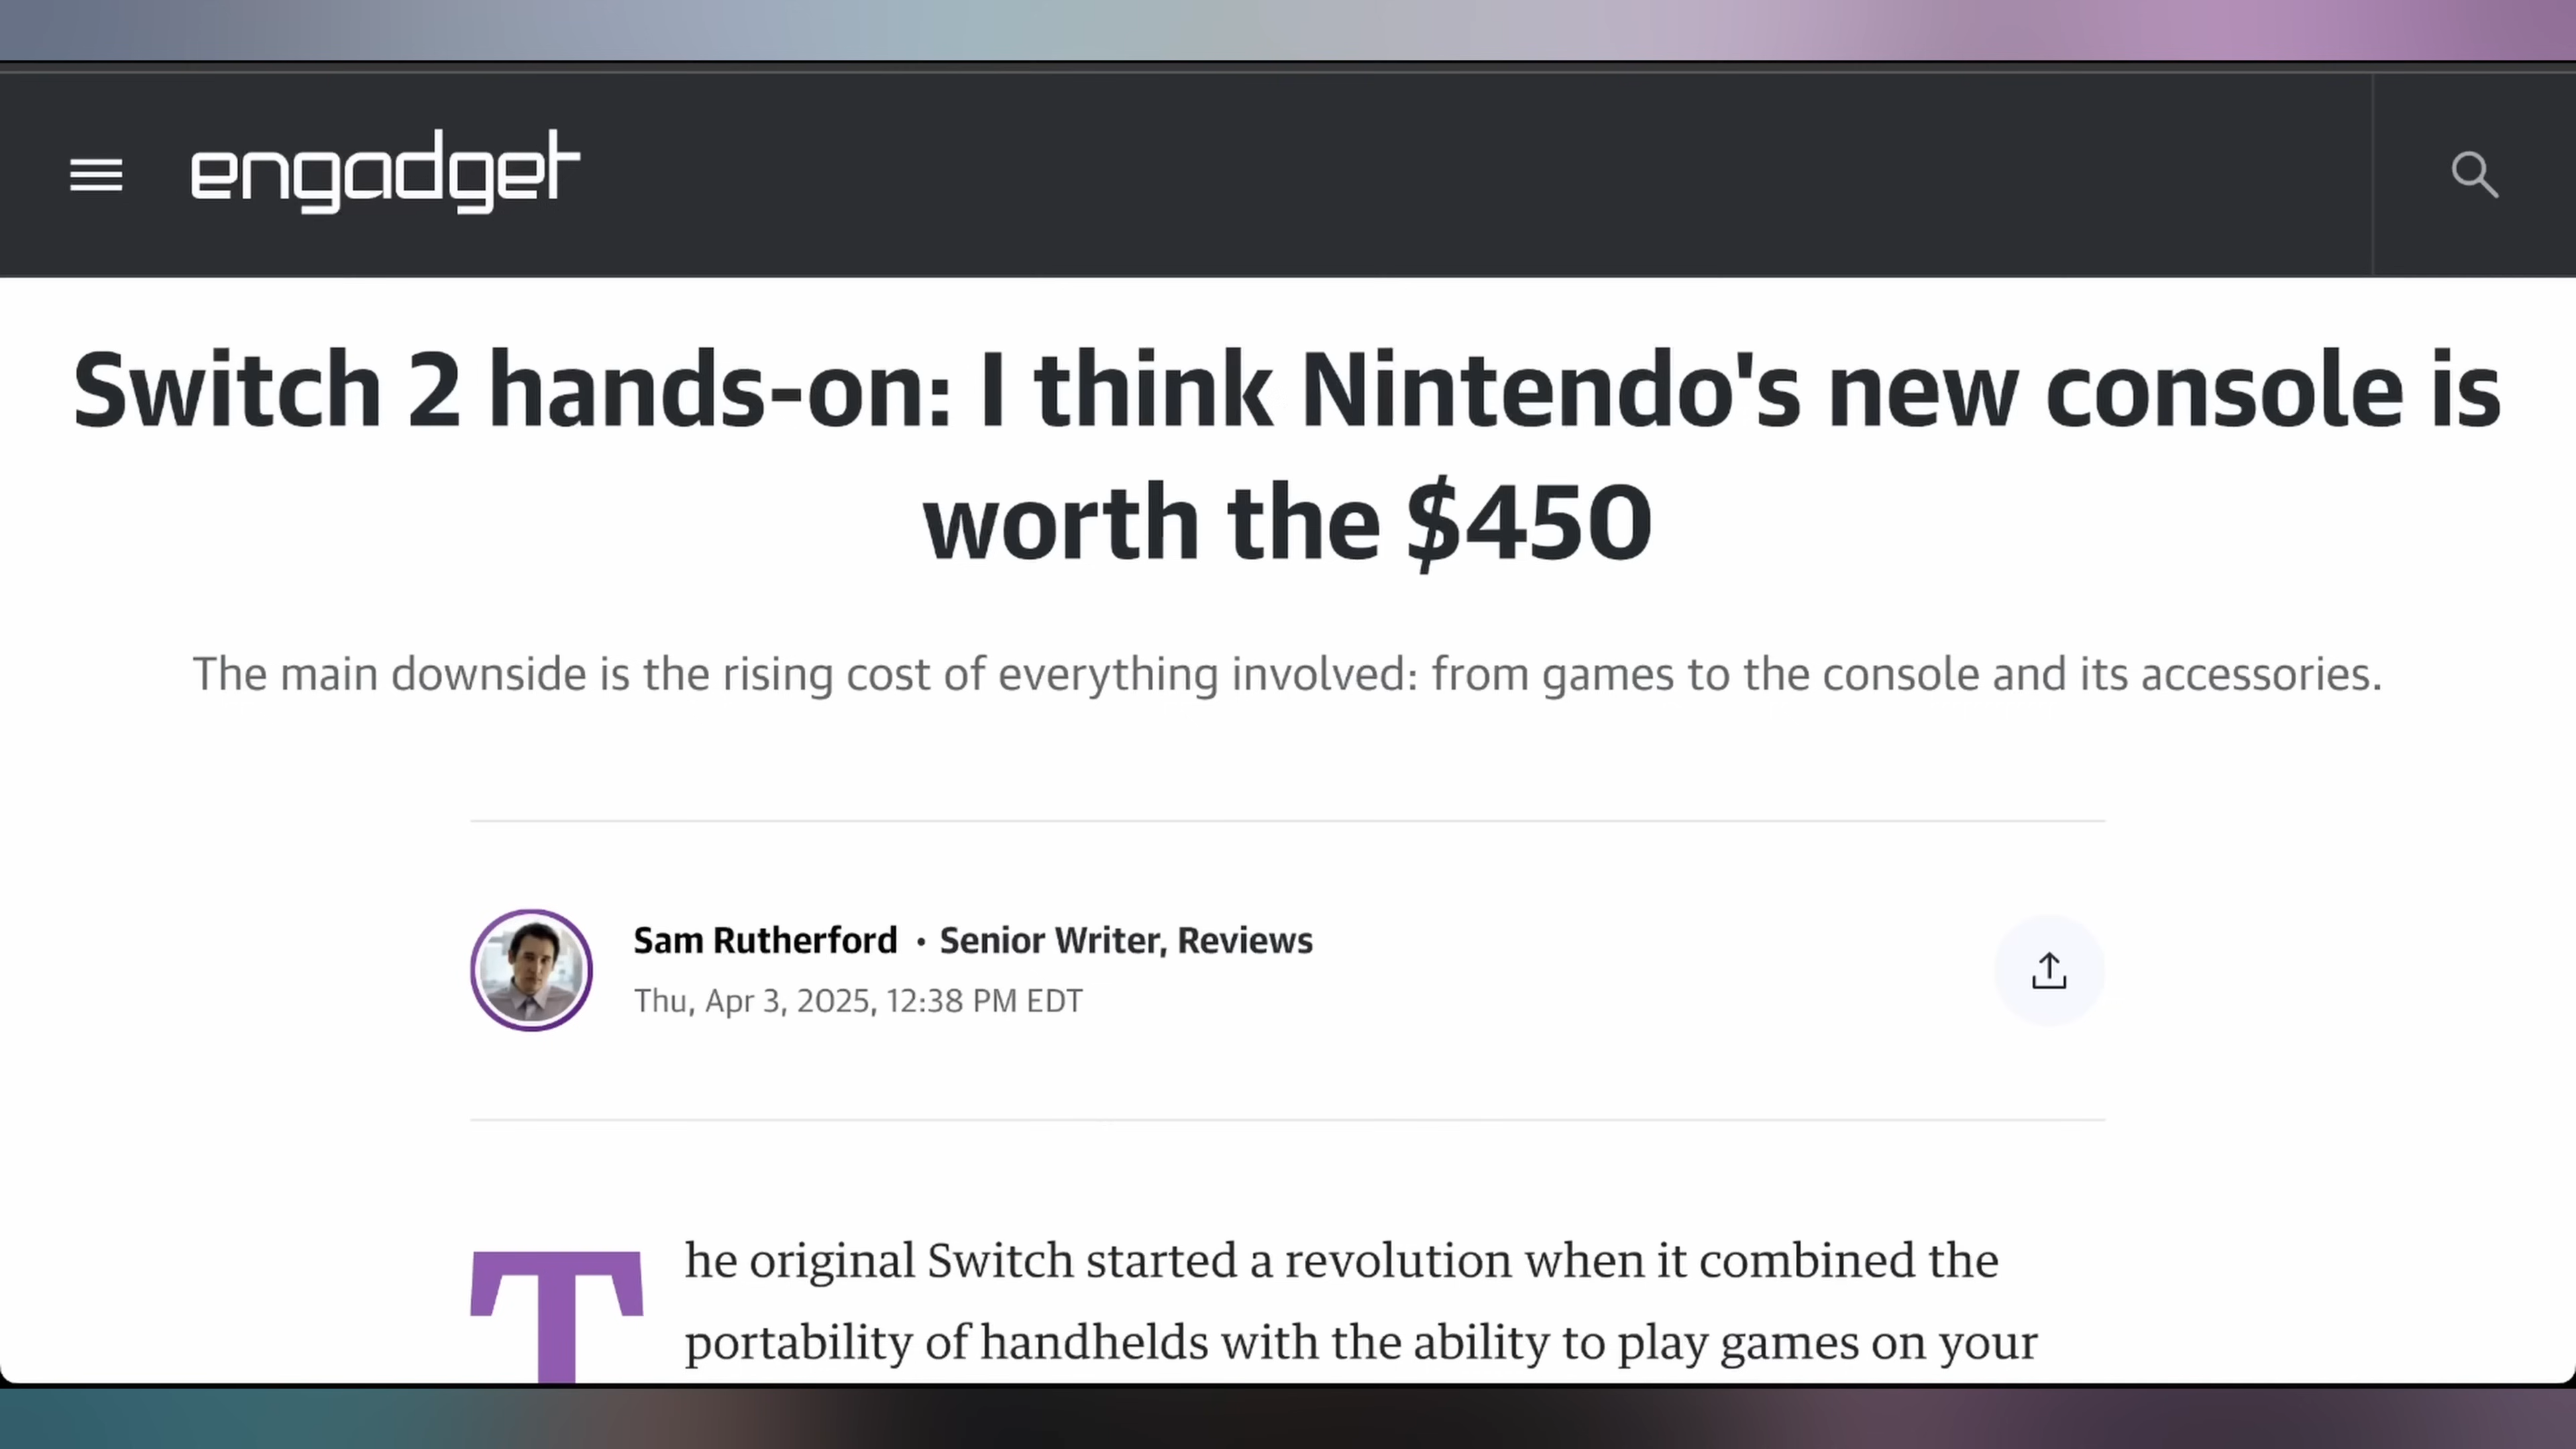 engadget
Switch 2 hands-on: I think Nintendo's new console is
worth the $450
The main downside is the rising cost of everything involved: from games to the console and its accessories.
Sam Rutherford • Senior Writer, Reviews
Thu, Apr 3, 2025, 12:38 PM EDT
The original Switch started a revolution when it combined the
portability of handhelds with the ability to play games on your